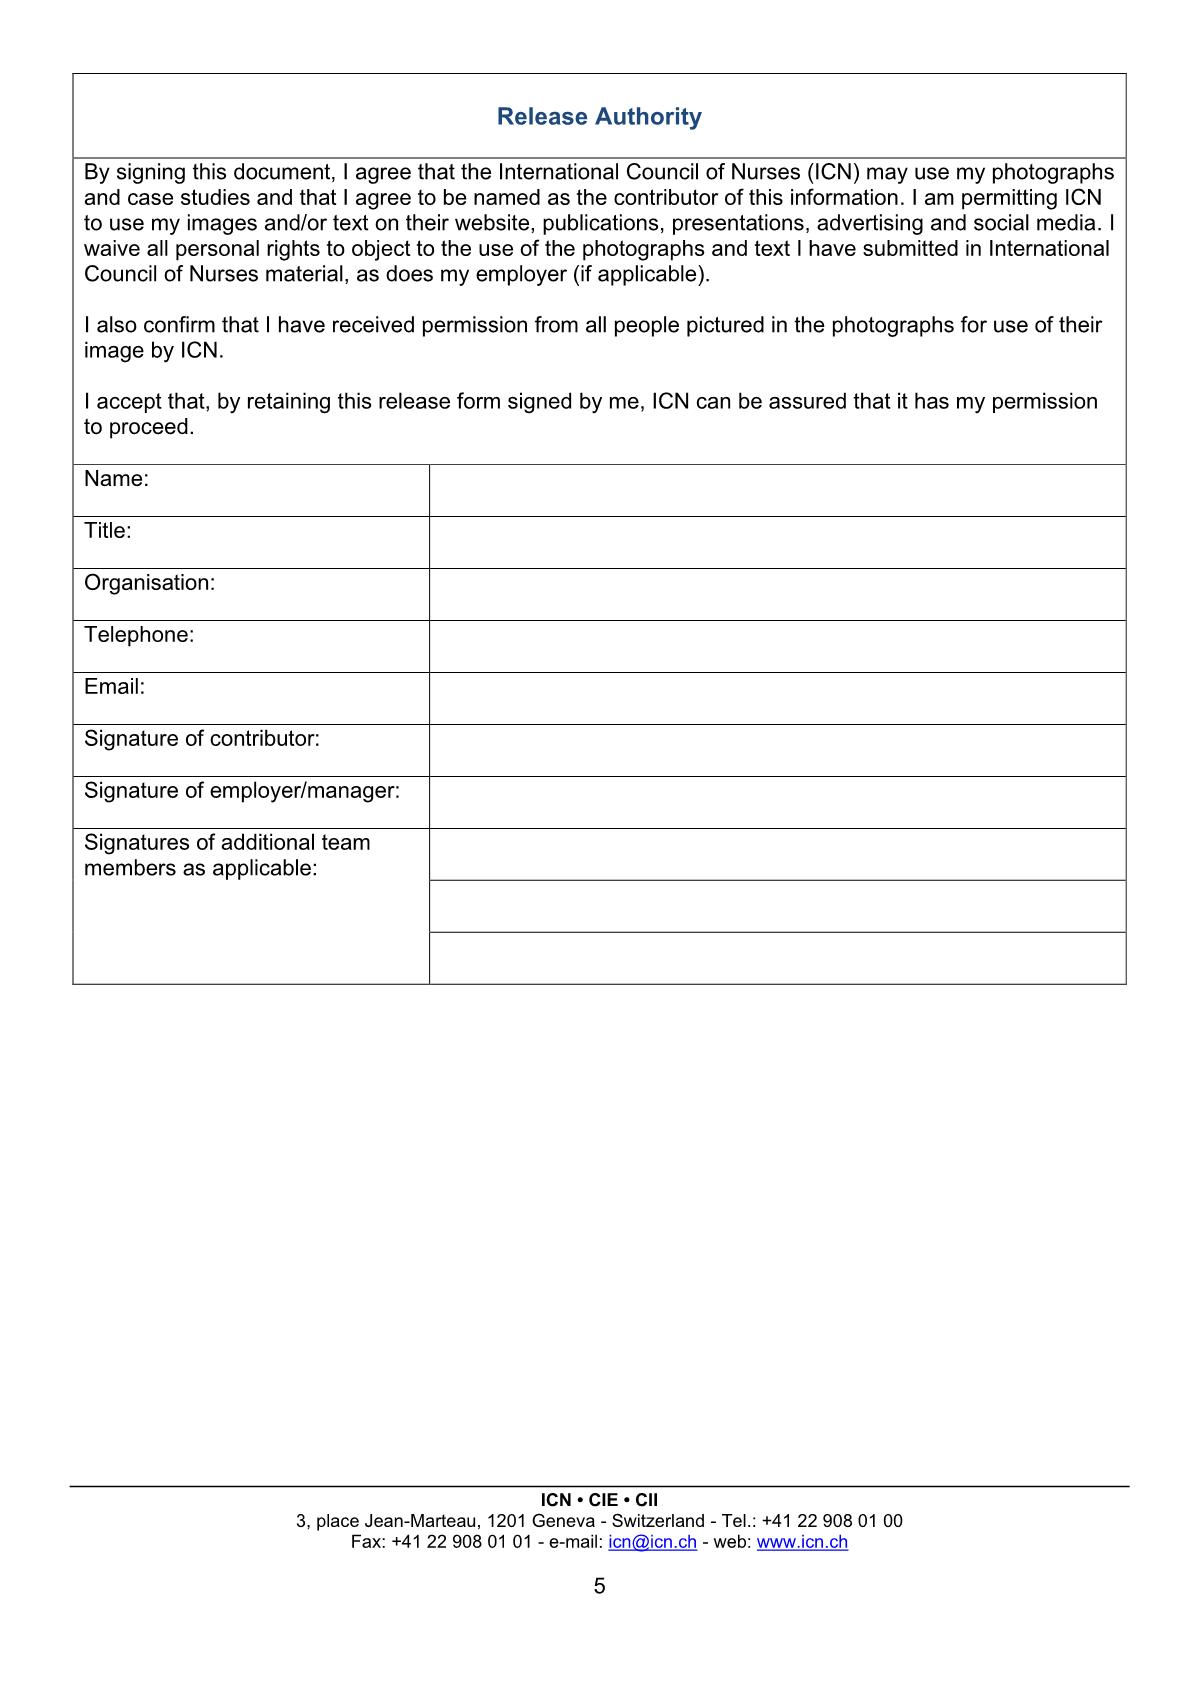 Release Authority
By signing this document, I agree that the International Council of Nurses (ICN) may use my photographs
and case studies and that I agree to be named as the contributor of this information. I am permitting ICN
to use my images and/or text on their website, publications, presentations, advertising and social media. I
waive all personal rights to object to the use of the photographs and text I have submitted in International
Council of Nurses material, as does my employer (if applicable).
I also confirm that I have received permission from all people pictured in the photographs for use of their
image by ICN.
I accept that, by retaining this release form signed by me, ICN can be assured that it has my permission
to proceed.
Name:
Title:
Organisation:
Telephone:
Email:
Signature of contributor:
Signature of employer/manager:
Signatures of additional team
members as applicable:
ICN • CIE • CII
3, place Jean-Marteau, 1201 Geneva - Switzerland - Tel.: +41 22 908 01 00
Fax: +41 22 908 01 01 - e-mail: icn@icn.ch - web: www.icn.ch
5